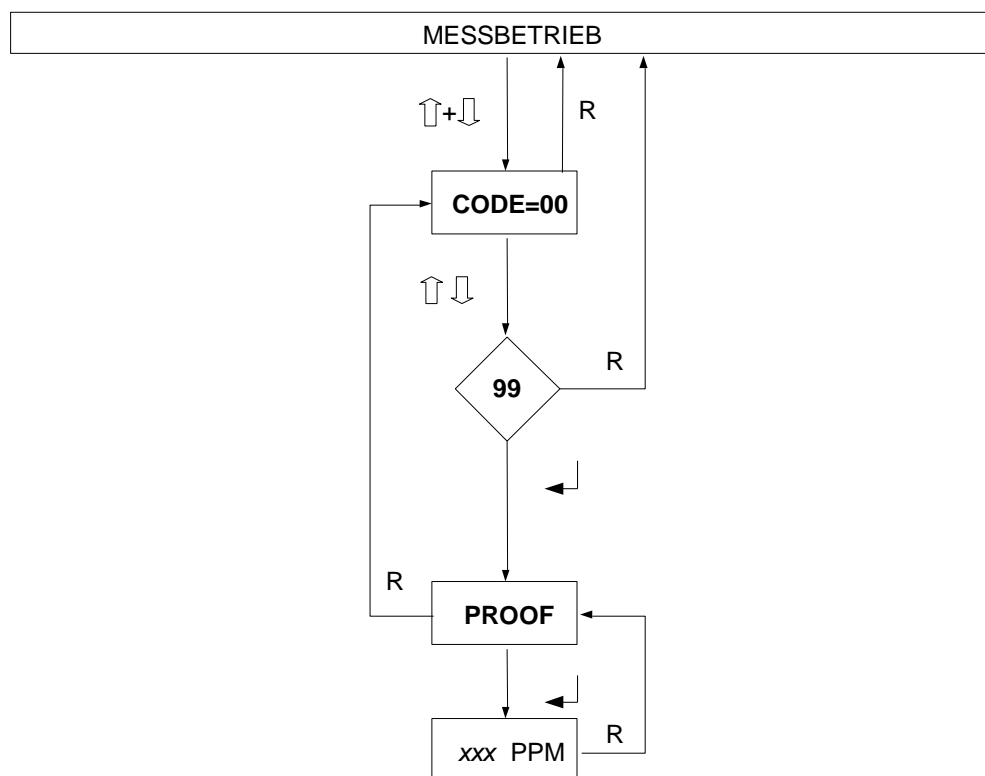 MESSBETRIEB
⇧+⇩
R
CODE=00
⇧ ⇩
R
99
↵
R
PROOF
↵
R
xxx PPM